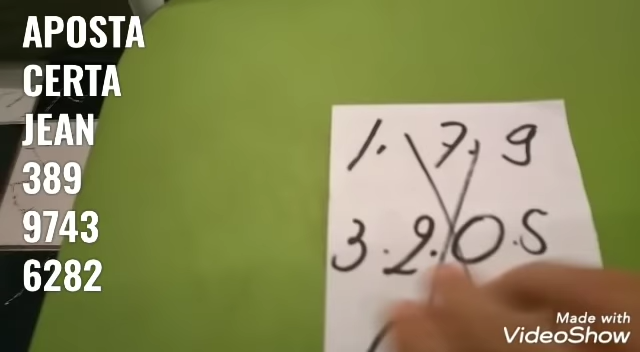 APOSTA
CERTA
JEAN
389
9743
6282
1. 7. 9
3.2.0.5
Made with
VideoShow